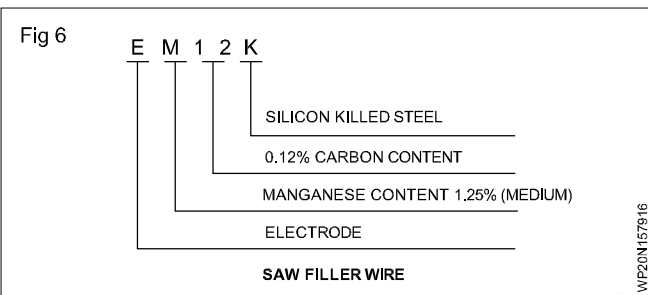 Fig 6
E M 1 2 K
SILICON KILLED STEEL
0.12% CARBON CONTENT
MANGANESE CONTENT 1.25% (MEDIUM)
ELECTRODE
SAW FILLER WIRE
WP20N157916